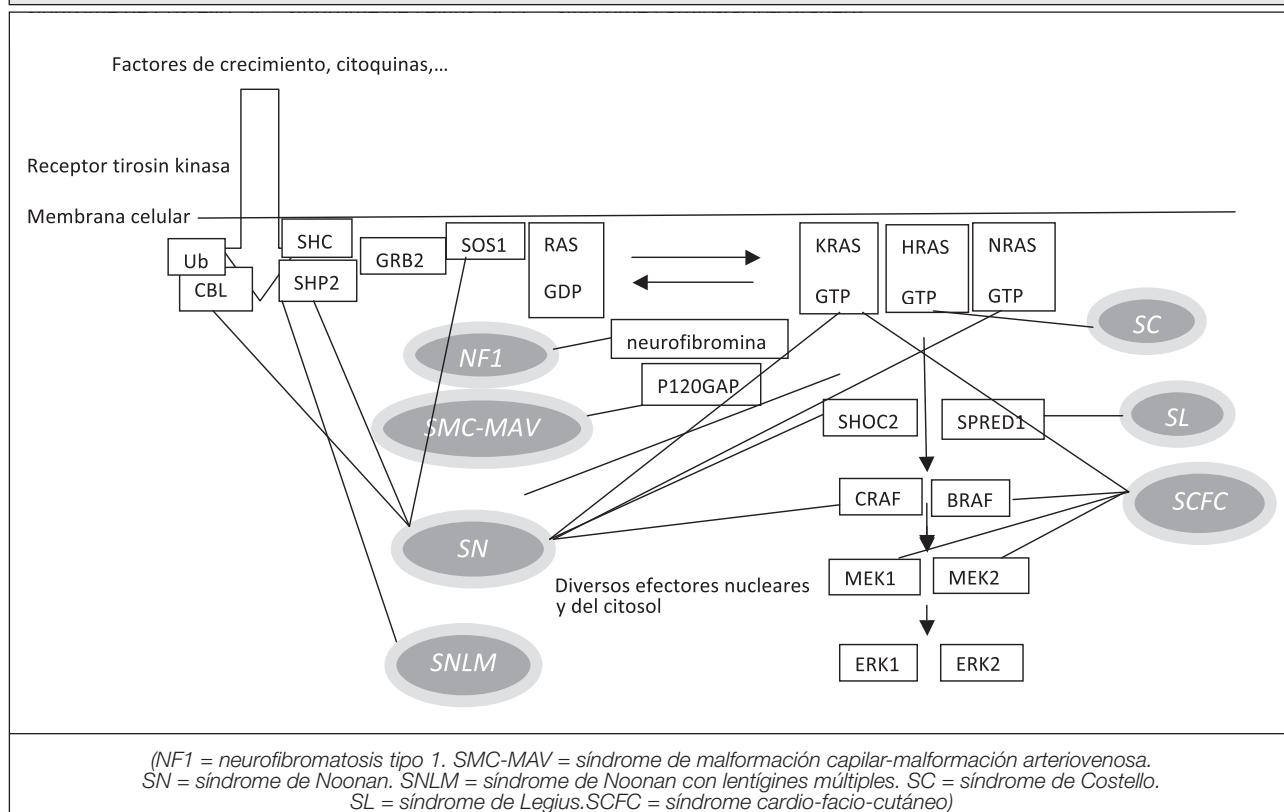 Factores de crecimiento, citoquinas,...
Receptor tirosin kinasa
Membrana celular
Ub
CBL
SHC
SHP2
GRB2
SOS1
RAS
GDP
KRAS
GTP
HRAS
GTP
NRAS
GTP
SC
NF1
neurofibromina
P120GAP
SMC-MAV
SHOC2
SPRED1
SL
CRAF
BRAF
SCFC
SN
Diversos efectores nucleares
y del citosol
MEK1
MEK2
SNLM
ERK1
ERK2
(NF1 = neurofibromatosis tipo 1. SMC-MAV = síndrome de malformación capilar-malformación arteriovenosa.
SN = síndrome de Noonan. SNLM = síndrome de Noonan con lentígines múltiples. SC = síndrome de Costello.
SL = síndrome de Legius.SCFC = síndrome cardio-facio-cutáneo)